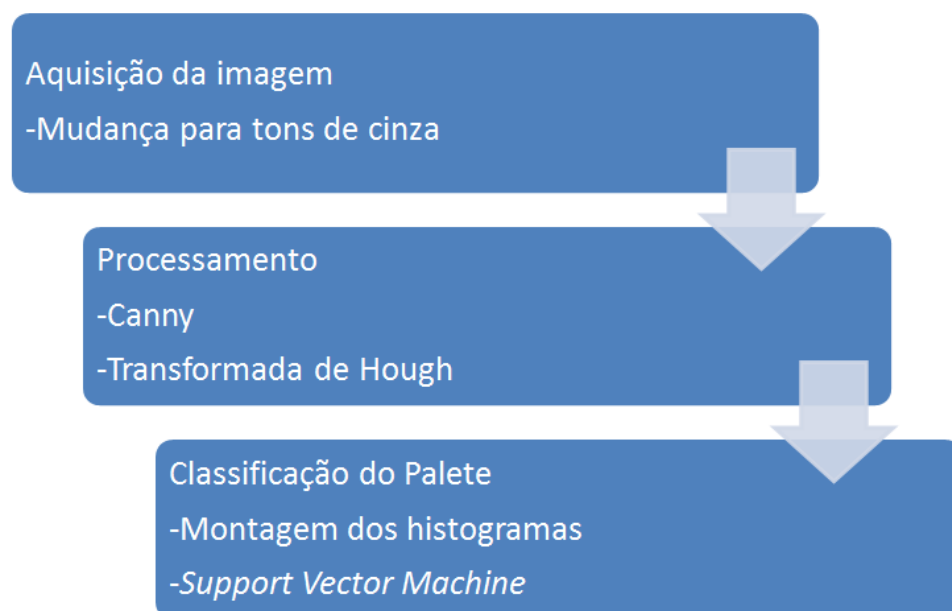 Aquisição da imagem
-Mudança para tons de cinza
Processamento
-Canny
-Transformada de Hough
Classificação do Palete
-Montagem dos histogramas
-Support Vector Machine